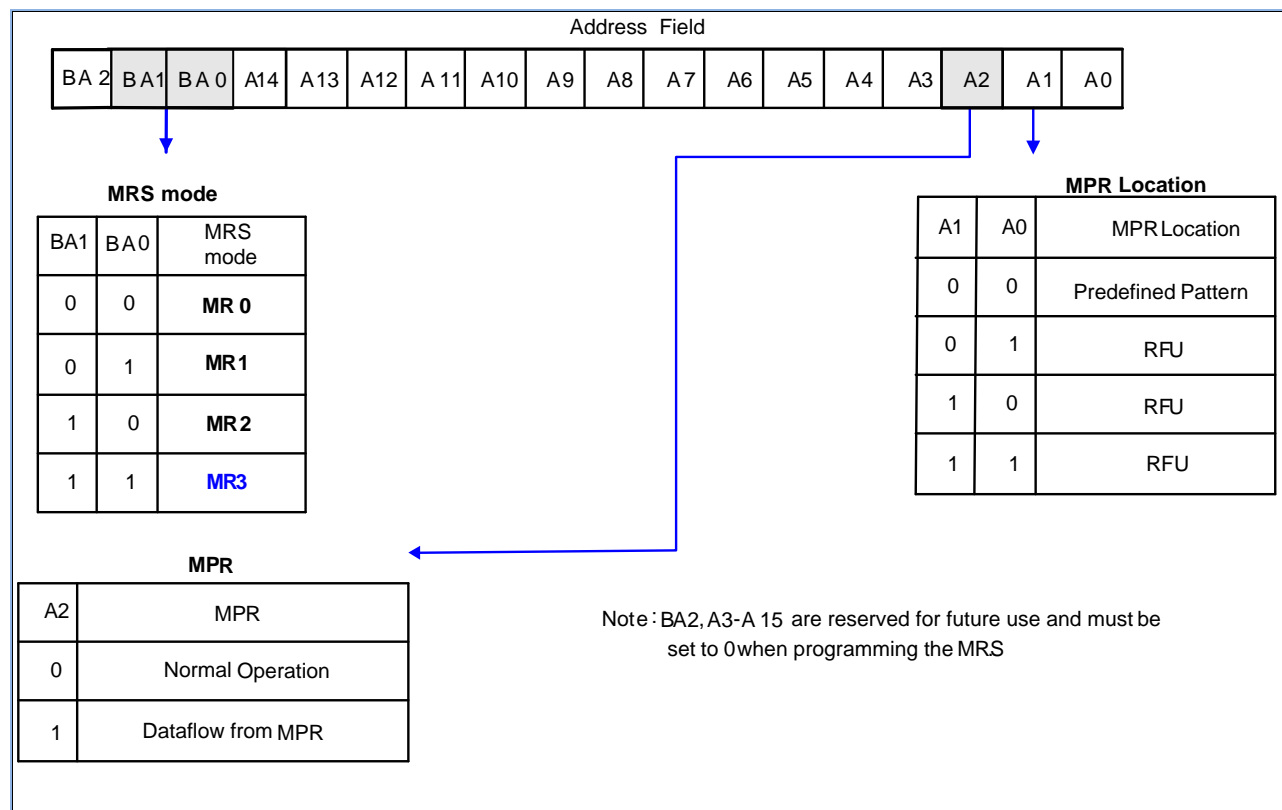 Address Field
BA 2 BA1 BA 0 A14 A13 A12 A 11 A10 A9 A8 A 7 A6 A5 A 4 A3 A2 A 1 A 0
MRS mode
BA1 BA0 MRS mode
0 0 MR 0
0 1 MR1
1 0 MR 2
1 1 MR3
MPR Location
A1 A0 MPR Location
0 0 Predefined Pattern
0 1 RFU
1 0 RFU
1 1 RFU
MPR
A2 MPR
0 Normal Operation
1 Dataflow from MPR
Note : BA2, A3-A 15 are reserved for future use and must be
set to 0 when programming the MRS